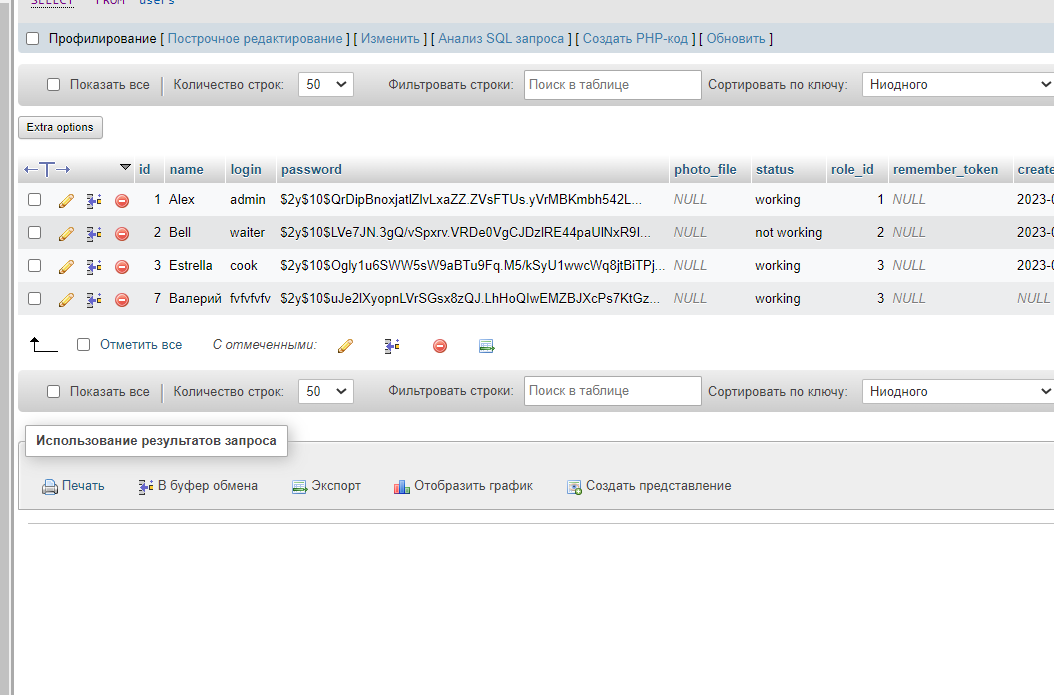 SELECT * FROM `users`
Профилирование [ Построчное редактирование ] [ Изменить ] [ Анализ SQL запроса ] [ Создать PHP-код ] [ Обновить ]
Показать все | Количество строк: 50 Фильтровать строки: Поиск в таблице Сортировать по ключу: Ниодного
Extra options
←T→ id name login password photo_file status role_id remember_token create
1 Alex admin $2y$10$QrDipBnoxjatlZlvLxaZZ.ZVsFTUs.yVrMBKmbh542L... NULL working 1 NULL 2023-0
2 Bell waiter $2y$10$LVe7JN.3gQ/vSpxrv.VRDe0VgCJDzlRE44paUlNxR9I... NULL not working 2 NULL 2023-0
3 Estrella cook $2y$10$Ogly1u6SWW5sW9aBTu9Fq.M5/kSyU1wwcWq8jtBiTPj... NULL working 3 NULL 2023-0
7 Валерий fvfvfvfv $2y$10$uJe2lXyopnLVrSGsx8zQJ.LhHoQIwEMZBJXcPs7KtGz... NULL working 3 NULL NULL
Отметить все С отмеченными:
Показать все | Количество строк: 50 Фильтровать строки: Поиск в таблице Сортировать по ключу: Ниодного
Использование результатов запроса
Печать В буфер обмена Экспорт Отобразить график Создать представление